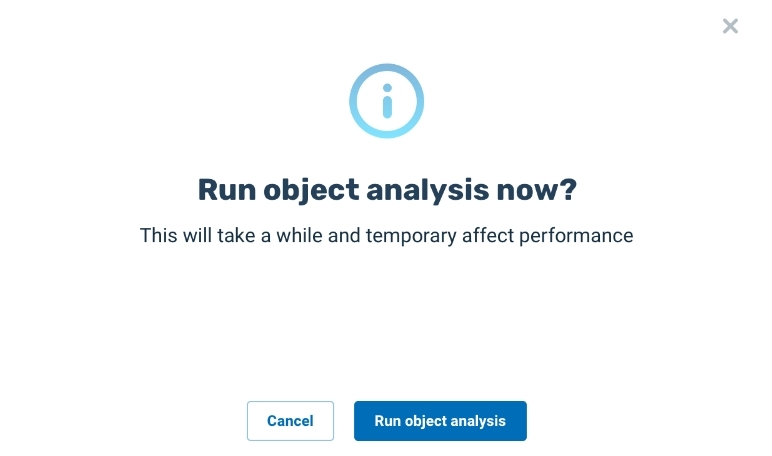 Run object analysis now?
This will take a while and temporary affect performance
Cancel
Run object analysis